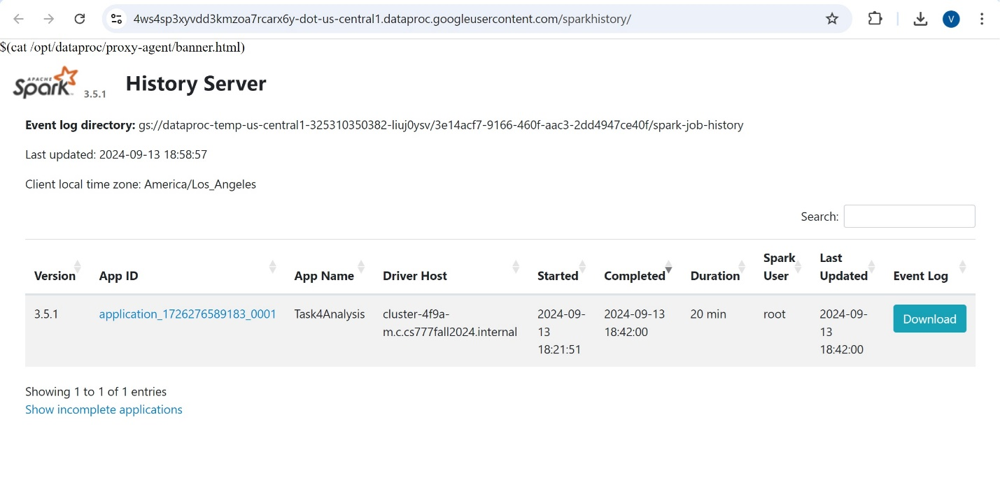 4ws4sp3xyvdd3kmzoa7rcarx6y-dot-us-central1.dataproc.googleusercontent.com/sparkhistory/
V
$(cat /opt/dataproc/proxy-agent/banner.html)
APACHE Spark 3.5.1 History Server
Event log directory: gs://dataproc-temp-us-central1-325310350382-liuj0ysv/3e14acf7-9166-460f-aac3-2dd4947ce40f/spark-job-history
Last updated: 2024-09-13 18:58:57
Client local time zone: America/Los_Angeles
Search:
Version App ID App Name Driver Host Started Completed Duration Spark User Last Updated Event Log
3.5.1 application_1726276589183_0001 Task4Analysis cluster-4f9a- 2024-09- 2024-09-13 20 min root 2024-09- Download
m.c.cs777fall2024.internal 13 18:42:00 13
18:21:51 18:42:00
Showing 1 to 1 of 1 entries
Show incomplete applications